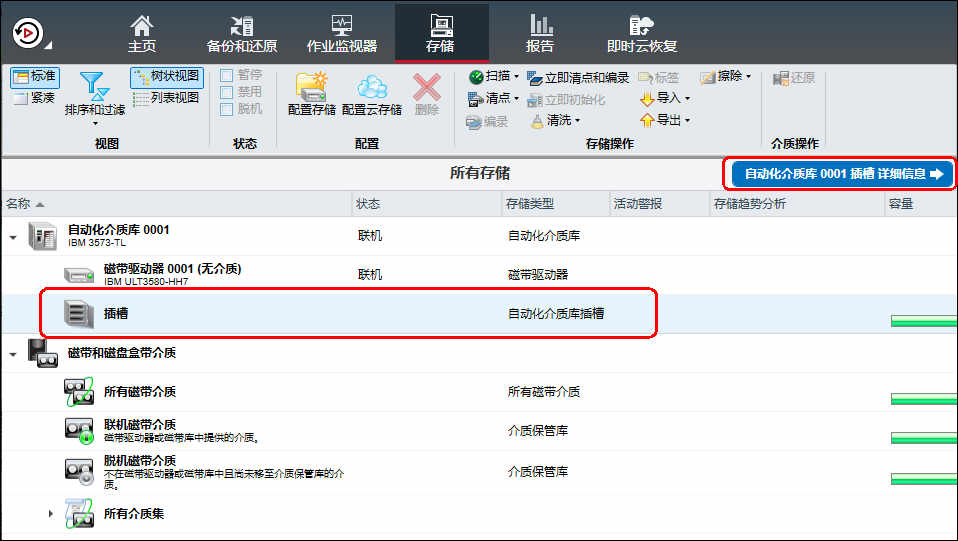 主页
备份和还原
作业监视器
存储
报告
即时云恢复
标准
紧凑
排序和过滤
树状视图
列表视图
视图
暂停
禁用
脱机
状态
配置存储
配置云存储
删除
配置
扫描
清点
编录
立即清点和编录
立即初始化
清洗
标签
导入
导出
擦除
存储操作
还原
介质操作
所有存储
自动化介质库 0001 插槽 详细信息
名称 状态 存储类型 活动警报 存储趋势分析 容量
自动化介质库 0001 联机 自动化介质库
IBM 3573-TL
磁带驱动器 0001 (无介质) 联机 磁带驱动器
IBM ULT3580-HH7
插槽 自动化介质库插槽
磁带和磁盘盒带介质
所有磁带介质 所有磁带介质
联机磁带介质 介质保管库
磁带驱动器或磁带库中提供的介质。
脱机磁带介质 介质保管库
不在磁带驱动器或磁带库中且尚未移至介质保管库的介
质。
所有介质集